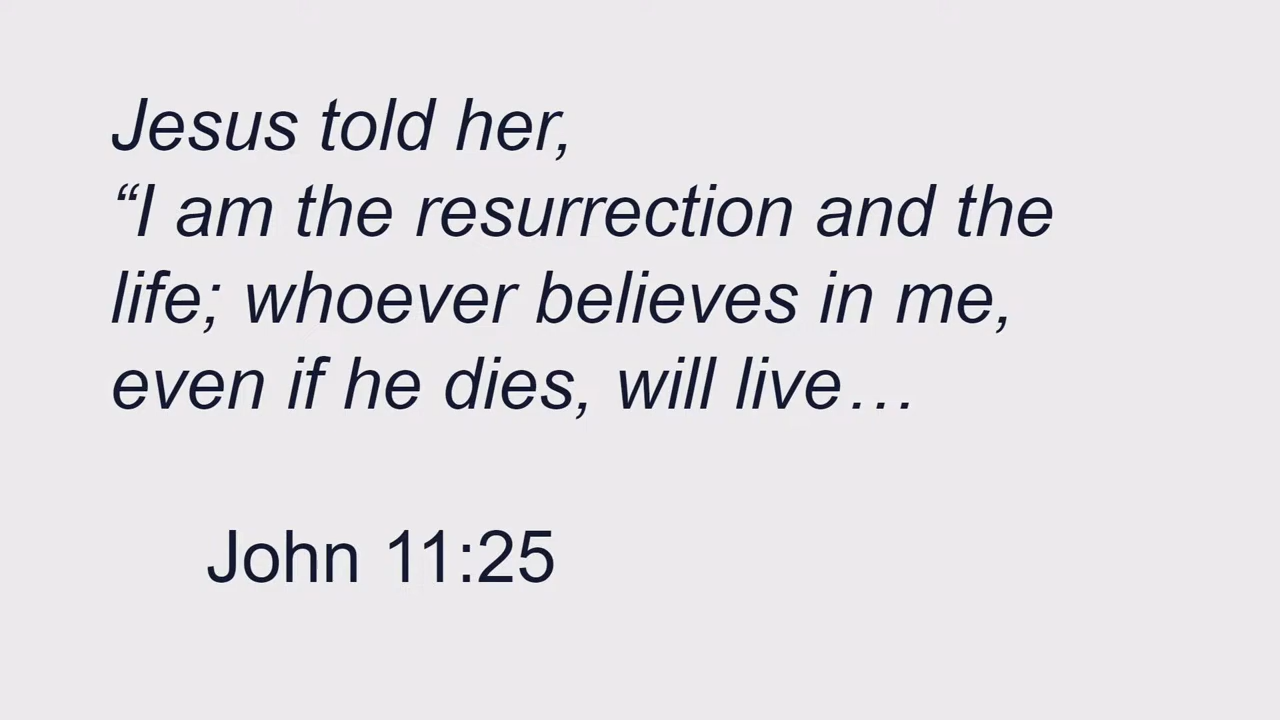 Jesus told her,
“I am the resurrection and the
life; whoever believes in me,
even if he dies, will live…
John 11:25